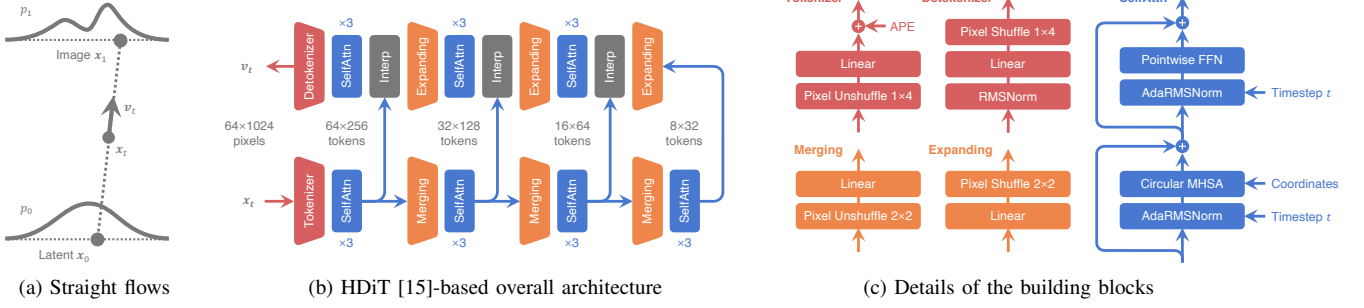 p₁
Image x₁
vₜ
xₜ
p₀
Latent x₀
(a) Straight flows
×3
×3
×3
vₜ
Detokenizer
SelfAttn
Interp
Expanding
SelfAttn
Interp
Expanding
SelfAttn
Interp
Expanding
64×1024
pixels
64×256
tokens
32×128
tokens
16×64
tokens
8×32
tokens
xₜ
Tokenizer
SelfAttn
Merging
SelfAttn
Merging
SelfAttn
Merging
SelfAttn
×3
×3
×3
×3
(b) HDiT [15]-based overall architecture
Tokenizer
APE
Linear
Pixel Unshuffle 1×4
Detokenizer
Pixel Shuffle 1×4
Linear
RMSNorm
Merging
Linear
Pixel Unshuffle 2×2
Expanding
Pixel Shuffle 2×2
Linear
SelfAttn
Pointwise FFN
AdaRMSNorm
Timestep t
Circular MHSA
Coordinates
AdaRMSNorm
Timestep t
(c) Details of the building blocks